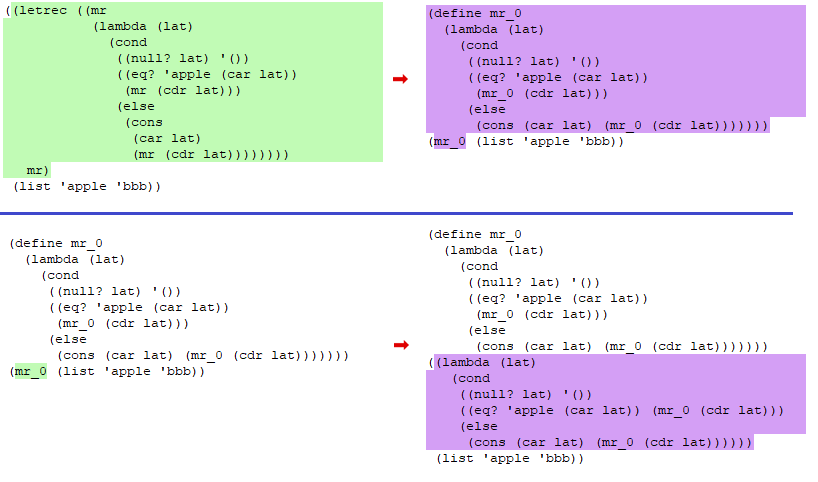 ((letrec ((mr
(lambda (lat)
(cond
((null? lat) '())
((eq? 'apple (car lat))
(mr (cdr lat)))
(else
(cons
(car lat)
(mr (cdr lat))))))))
mr)
(list 'apple 'bbb))
(define mr_0
(lambda (lat)
(cond
((null? lat) '())
((eq? 'apple (car lat))
(mr_0 (cdr lat)))
(else
(cons (car lat) (mr_0 (cdr lat)))))))
(mr_0 (list 'apple 'bbb))
(define mr_0
(lambda (lat)
(cond
((null? lat) '())
((eq? 'apple (car lat))
(mr_0 (cdr lat)))
(else
(cons (car lat) (mr_0 (cdr lat)))))))
(mr_0 (list 'apple 'bbb))
(define mr_0
(lambda (lat)
(cond
((null? lat) '())
((eq? 'apple (car lat))
(mr_0 (cdr lat)))
(else
(cons (car lat) (mr_0 (cdr lat)))))))
((lambda (lat)
(cond
((null? lat) '())
((eq? 'apple (car lat)) (mr_0 (cdr lat)))
(else
(cons (car lat) (mr_0 (cdr lat))))))
(list 'apple 'bbb))